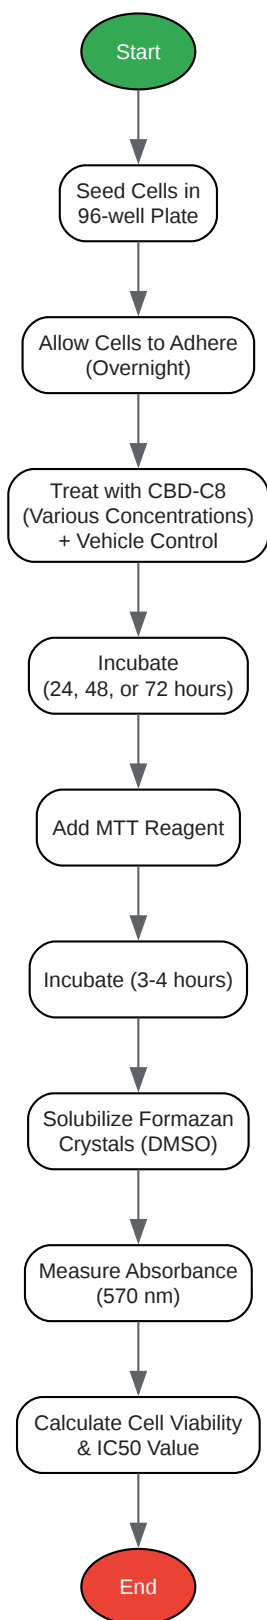 Start
Seed Cells in
96-well Plate
Allow Cells to Adhere
(Overnight)
Treat with CBD-C8
(Various Concentrations)
+ Vehicle Control
Incubate
(24, 48, or 72 hours)
Add MTT Reagent
Incubate (3-4 hours)
Solubilize Formazan
Crystals (DMSO)
Measure Absorbance
(570 nm)
Calculate Cell Viability
& IC50 Value
End